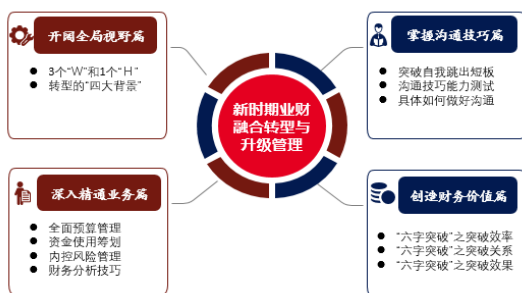 开阔全局视野篇
● 3个“W”和1个“H”
● 转型的“四大背景”
掌握沟通技巧篇
● 突破自我跳出短板
● 沟通技巧能力测试
● 具体如何做好沟通
新时期业财
融合转型与
升级管理
深入精通业务篇
● 全面预算管理
● 资金使用筹划
● 内控风险管理
● 财务分析技巧
创造财务价值篇
● “六字突破”之突破效率
● “六字突破”之突破关系
● “六字突破”之突破效果